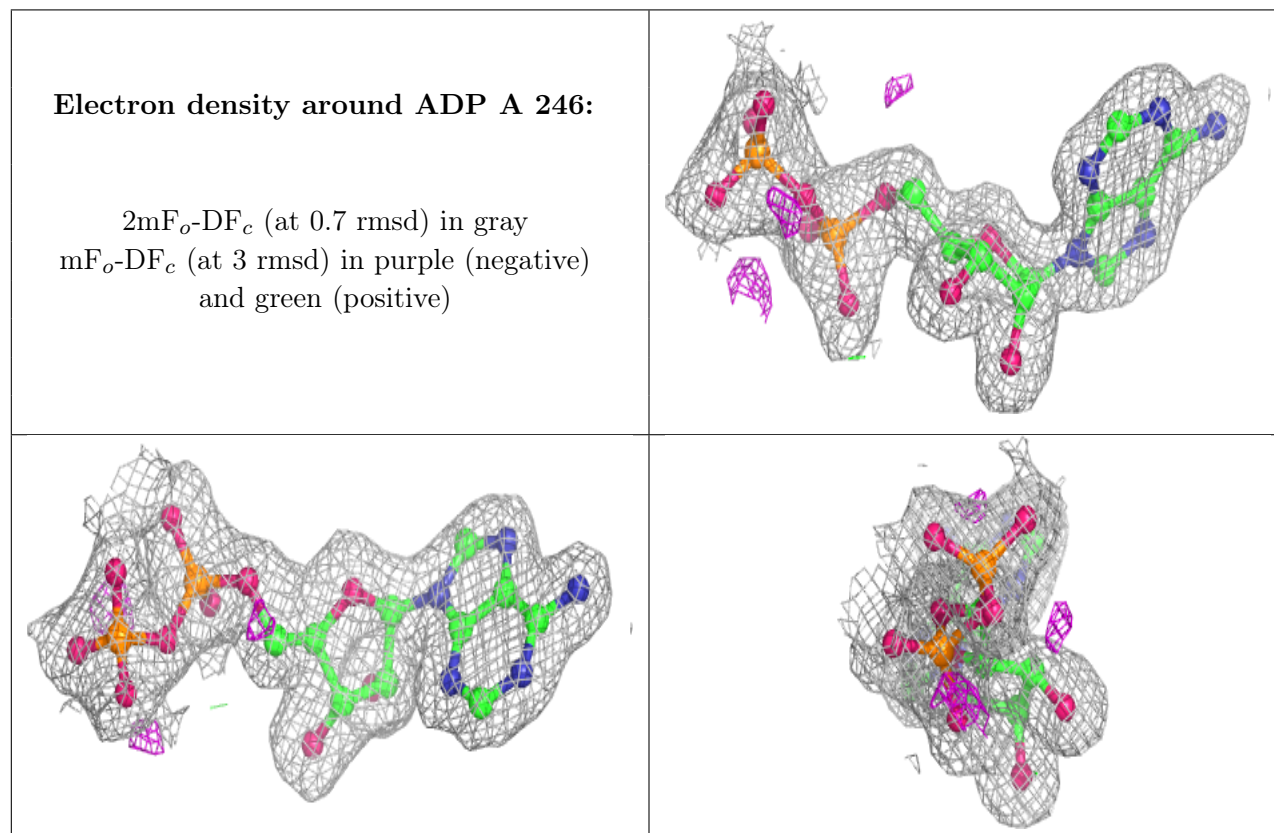 Electron density around ADP A 246:
2mFₒ-DF𝑐 (at 0.7 rmsd) in gray
mFₒ-DF𝑐 (at 3 rmsd) in purple (negative)
and green (positive)